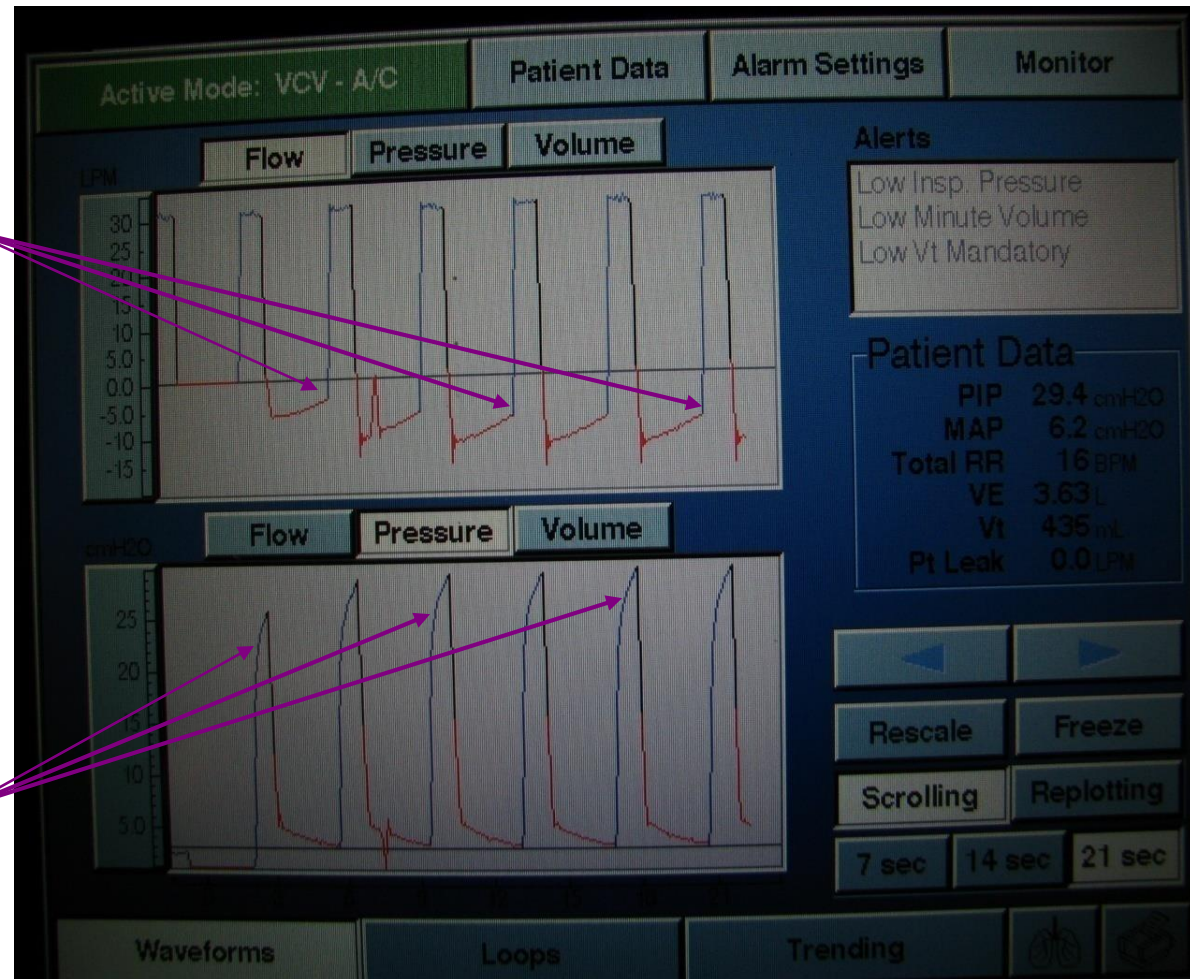 Active Mode: VCV - A/C
Patient Data
Alarm Settings
Monitor
Flow
Pressure
Volume
LPM
30
25
20
15
10
5.0
0.0
-5.0
-10
-15
Alerts
Low Insp. Pressure
Low Minute Volume
Low Vt Mandatory
Patient Data
PIP 29.4 cmH2O
MAP 6.2 cmH2O
Total RR 16 BPM
VE 3.63 L
Vt 435 mL
Pt Leak 0.0 LPM
Flow
Pressure
Volume
cmH2O
25
20
15
10
5.0
Rescale
Freeze
Scrolling
Replotting
7 sec
14 sec
21 sec
Waveforms
Loops
Trending